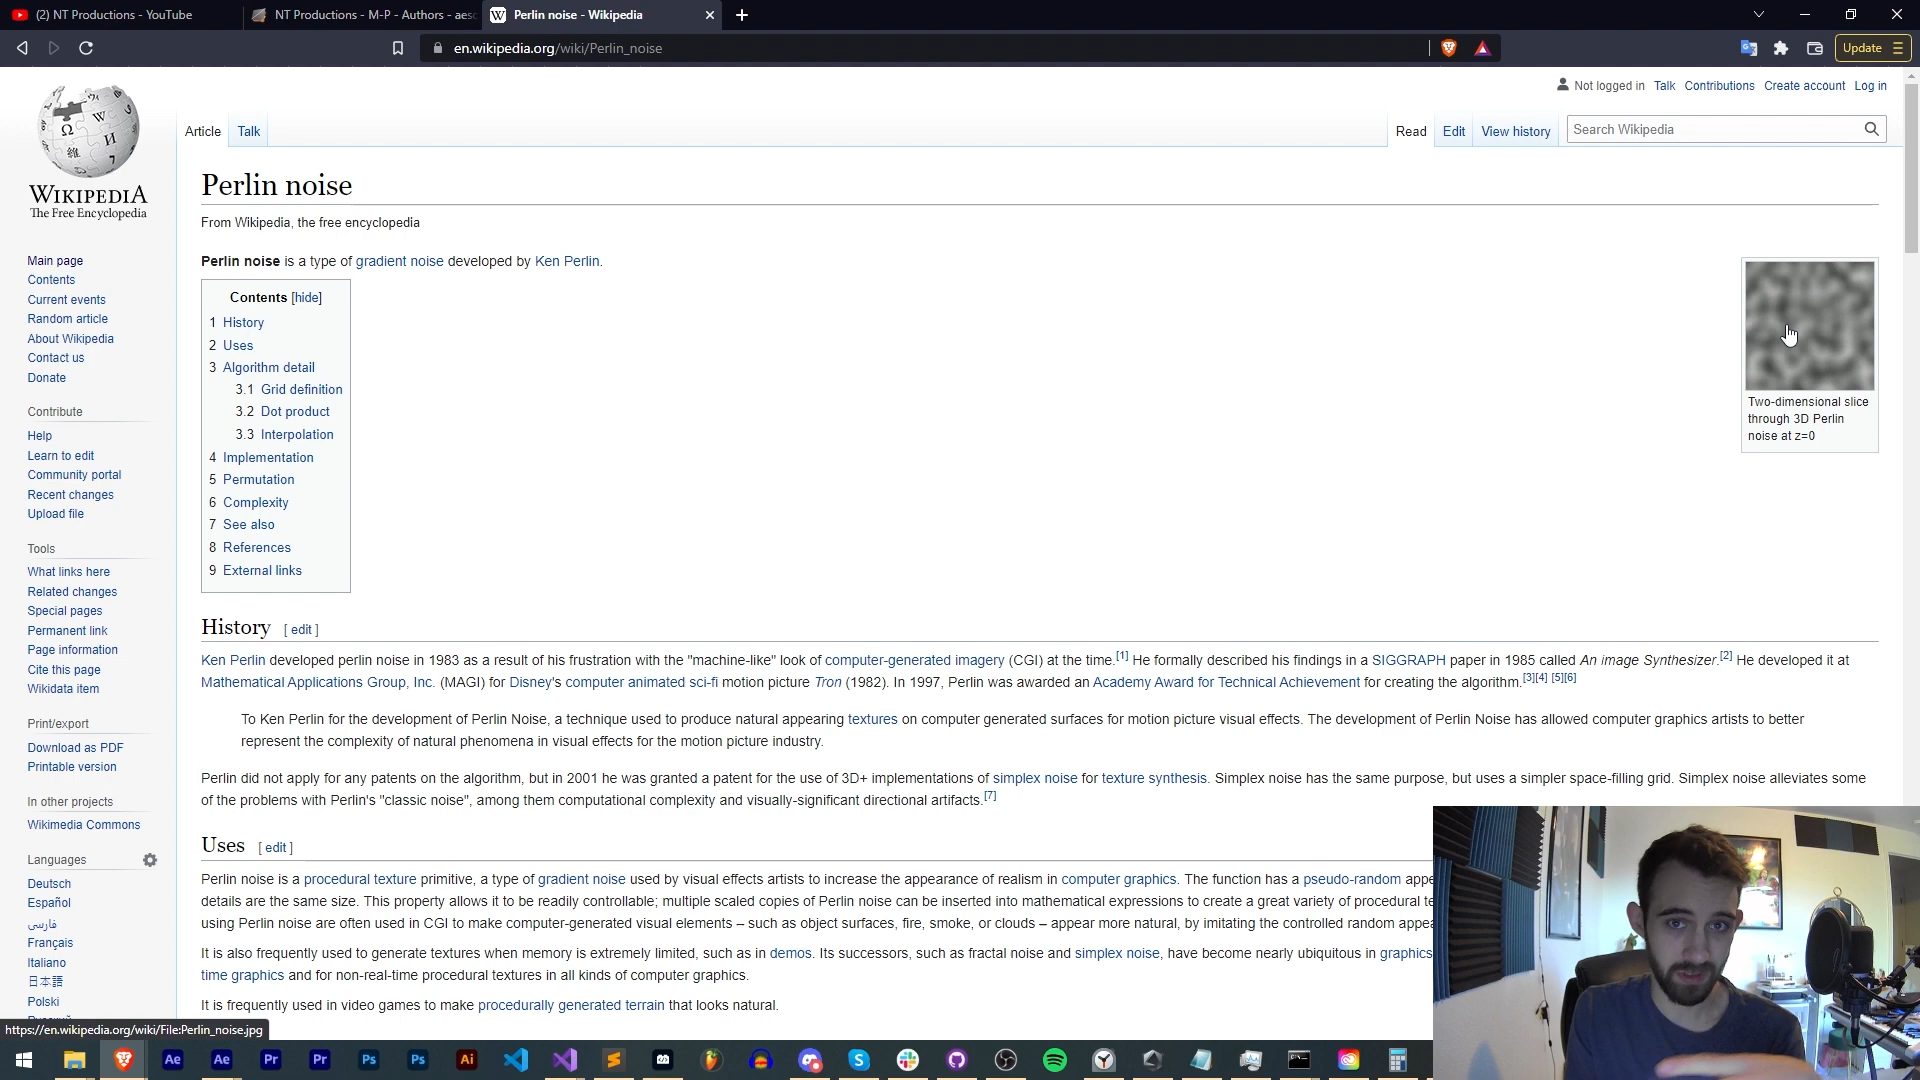 (2) NT Productions - YouTube
NT Productions - M-P - Authors - aesc
Perlin noise - Wikipedia
en.wikipedia.org/wiki/Perlin_noise
Update
Not logged in Talk Contributions Create account Log in
Article Talk
Read Edit View history
Search Wikipedia
WIKIPEDIA
The Free Encyclopedia
Main page
Contents
Current events
Random article
About Wikipedia
Contact us
Donate
Contribute
Help
Learn to edit
Community portal
Recent changes
Upload file
Tools
What links here
Related changes
Special pages
Permanent link
Page information
Cite this page
Wikidata item
Print/export
Download as PDF
Printable version
In other projects
Wikimedia Commons
Languages
Deutsch
Español
فارسی
Français
Italiano
日本語
Polski
https://en.wikipedia.org/wiki/File:Perlin_noise.jpg
Perlin noise
From Wikipedia, the free encyclopedia
Perlin noise is a type of gradient noise developed by Ken Perlin.
Contents [hide]
1 History
2 Uses
3 Algorithm detail
3.1 Grid definition
3.2 Dot product
3.3 Interpolation
4 Implementation
5 Permutation
6 Complexity
7 See also
8 References
9 External links
Two-dimensional slice
through 3D Perlin
noise at z=0
History [ edit ]
Ken Perlin developed perlin noise in 1983 as a result of his frustration with the "machine-like" look of computer-generated imagery (CGI) at the time.[1] He formally described his findings in a SIGGRAPH paper in 1985 called An image Synthesizer.[2] He developed it at
Mathematical Applications Group, Inc. (MAGI) for Disney's computer animated sci-fi motion picture Tron (1982). In 1997, Perlin was awarded an Academy Award for Technical Achievement for creating the algorithm.[3][4] [5][6]
To Ken Perlin for the development of Perlin Noise, a technique used to produce natural appearing textures on computer generated surfaces for motion picture visual effects. The development of Perlin Noise has allowed computer graphics artists to better
represent the complexity of natural phenomena in visual effects for the motion picture industry.
Perlin did not apply for any patents on the algorithm, but in 2001 he was granted a patent for the use of 3D+ implementations of simplex noise for texture synthesis. Simplex noise has the same purpose, but uses a simpler space-filling grid. Simplex noise alleviates some
of the problems with Perlin's "classic noise", among them computational complexity and visually-significant directional artifacts.[7]
Uses [ edit ]
Perlin noise is a procedural texture primitive, a type of gradient noise used by visual effects artists to increase the appearance of realism in computer graphics. The function has a pseudo-random appe
details are the same size. This property allows it to be readily controllable; multiple scaled copies of Perlin noise can be inserted into mathematical expressions to create a great variety of procedural te
using Perlin noise are often used in CGI to make computer-generated visual elements – such as object surfaces, fire, smoke, or clouds – appear more natural, by imitating the controlled random appea
It is also frequently used to generate textures when memory is extremely limited, such as in demos. Its successors, such as fractal noise and simplex noise, have become nearly ubiquitous in graphics
time graphics and for non-real-time procedural textures in all kinds of computer graphics.
It is frequently used in video games to make procedurally generated terrain that looks natural.
Ae Ae Pr Pr Ps Ps Ai